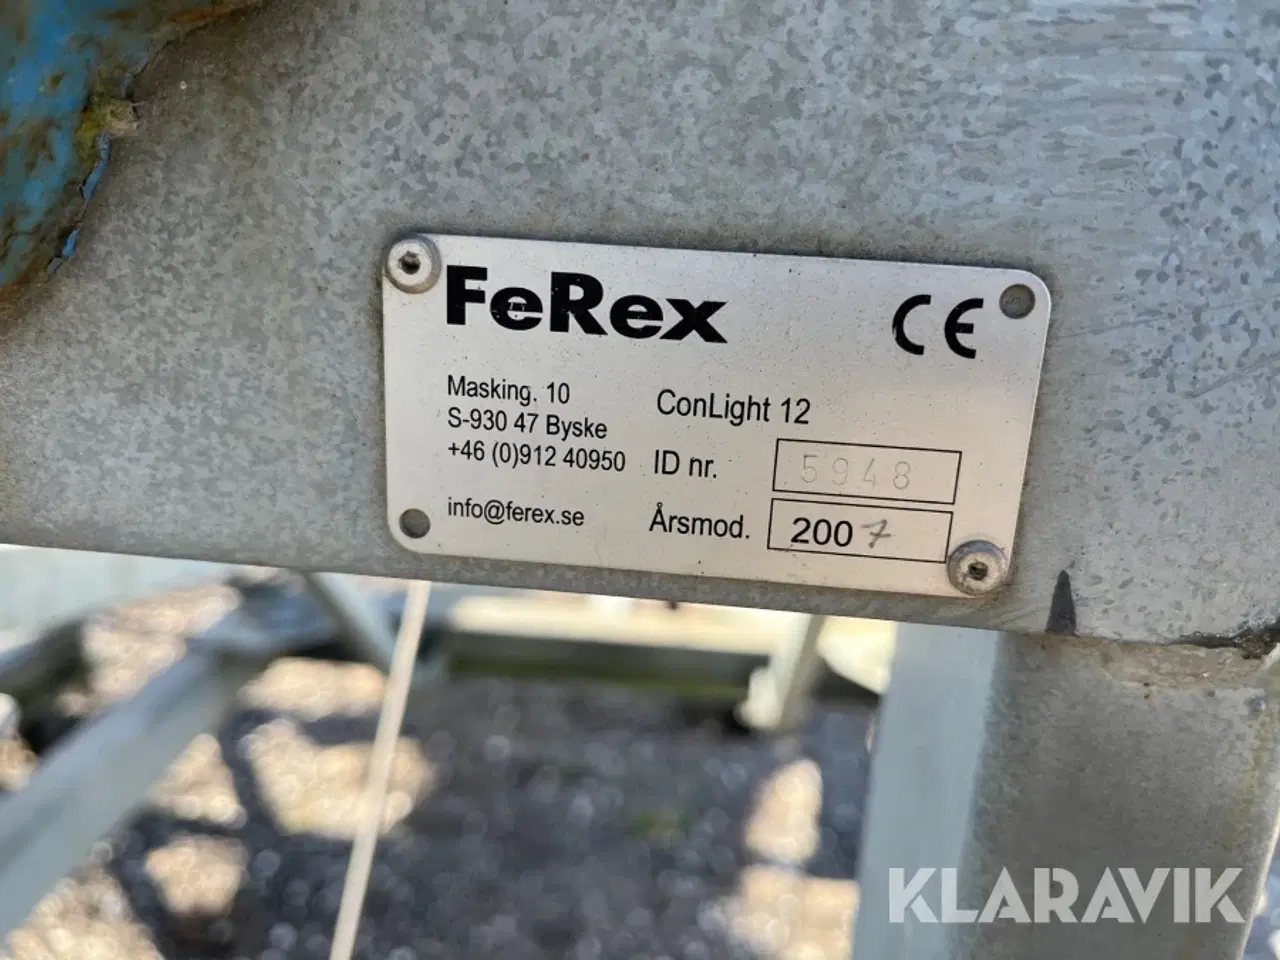 FeRex
CE
Masking. 10
S-930 47 Byske
+46 (0)912 40950
info@ferex.se
ConLight 12
ID nr. 5948
Årsmod. 2007
KLARAVIK